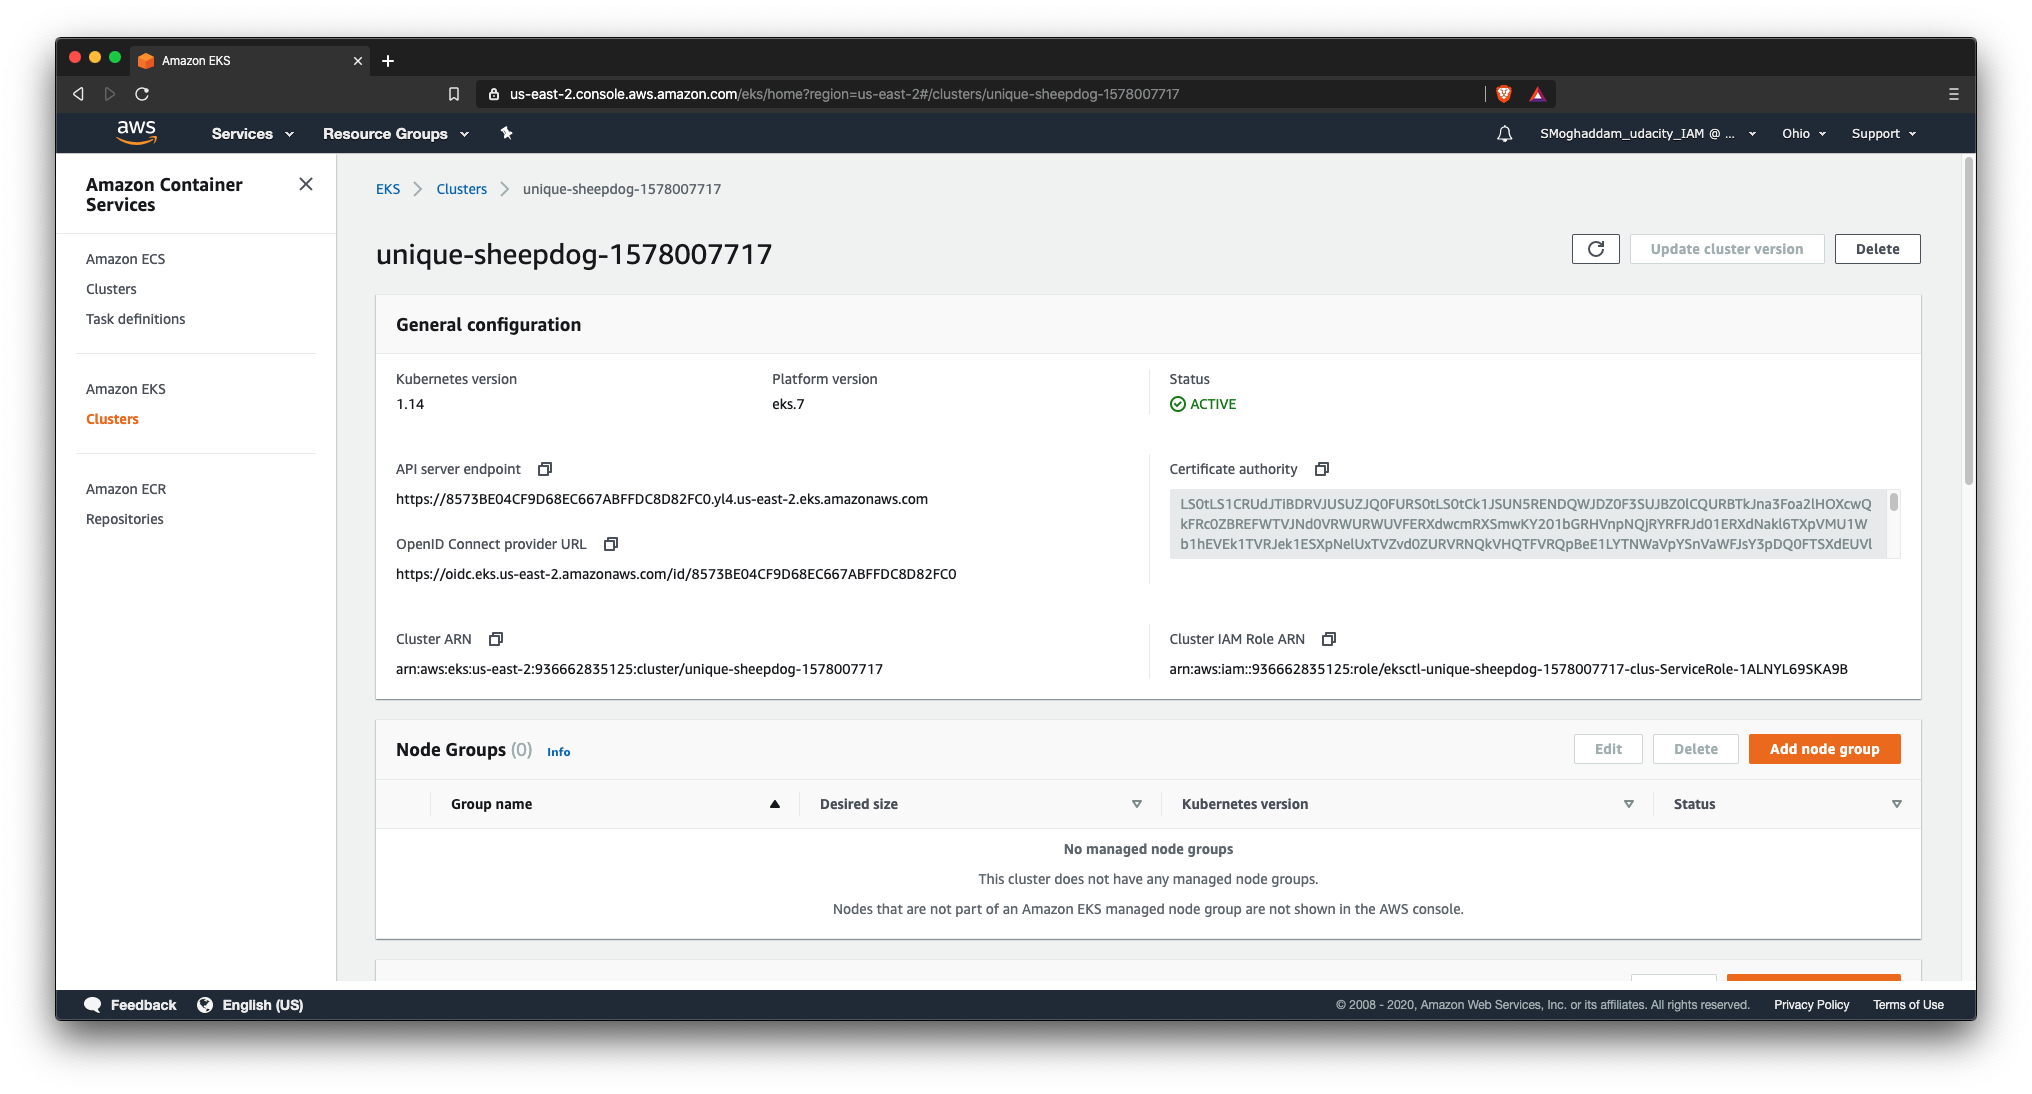 Amazon EKS
us-east-2.console.aws.amazon.com/eks/home?region=us-east-2#/clusters/unique-sheepdog-1578007717
aws Services Resource Groups SMoghaddam_udacity_IAM @ ... Ohio Support
Amazon Container
Services
Amazon ECS
Clusters
Task definitions
Amazon EKS
Clusters
Amazon ECR
Repositories
EKS Clusters unique-sheepdog-1578007717
unique-sheepdog-1578007717
Update cluster version Delete
General configuration
Kubernetes version Platform version Status
1.14 eks.7 ACTIVE
API server endpoint
https://8573BE04CF9D68EC667ABFFDC8D82FC0.yl4.us-east-2.eks.amazonaws.com
OpenID Connect provider URL
https://oidc.eks.us-east-2.amazonaws.com/id/8573BE04CF9D68EC667ABFFDC8D82FC0
Certificate authority
Cluster ARN
arn:aws:eks:us-east-2:936662835125:cluster/unique-sheepdog-1578007717
Cluster IAM Role ARN
arn:aws:iam::936662835125:role/eksctl-unique-sheepdog-1578007717-clus-ServiceRole-1ALNYL69SKA9B
Node Groups (0) Info
Edit Delete Add node group
Group name Desired size Kubernetes version Status
No managed node groups
This cluster does not have any managed node groups.
Nodes that are not part of an Amazon EKS managed node group are not shown in the AWS console.
Feedback English (US)
© 2008 - 2020, Amazon Web Services, Inc. or its affiliates. All rights reserved. Privacy Policy Terms of Use